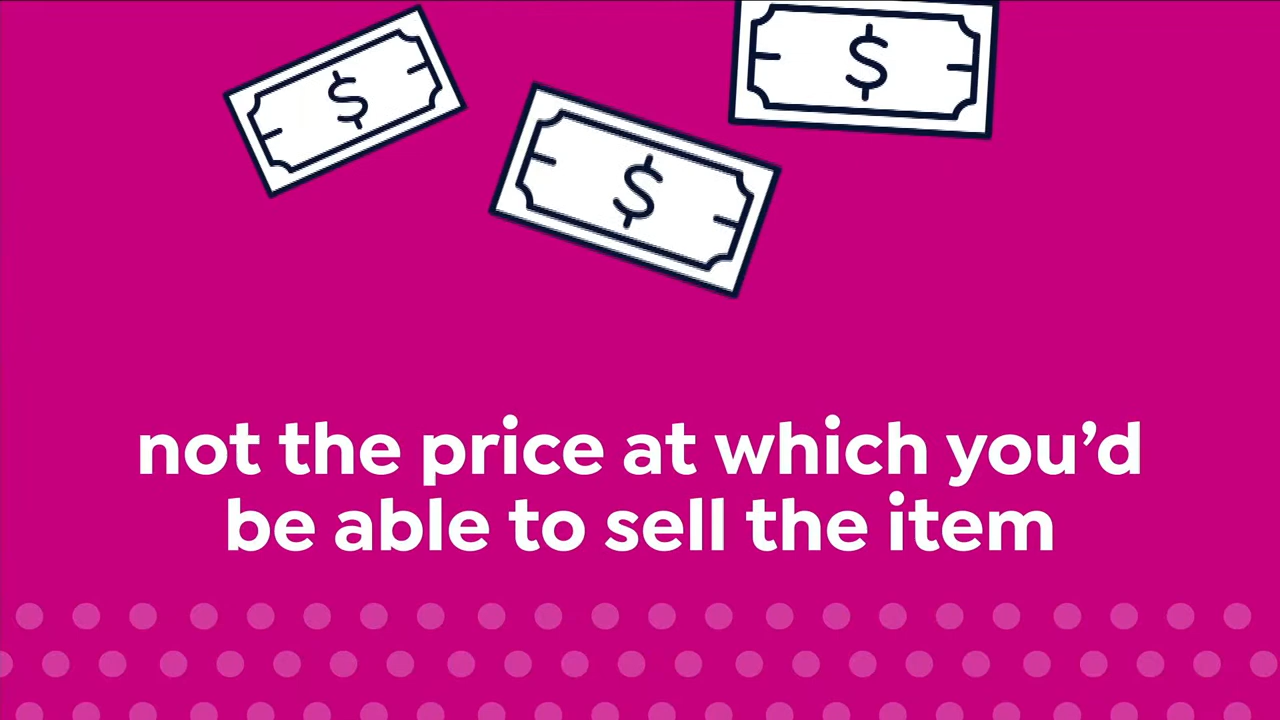 $
$
$
not the price at which you’d
be able to sell the item